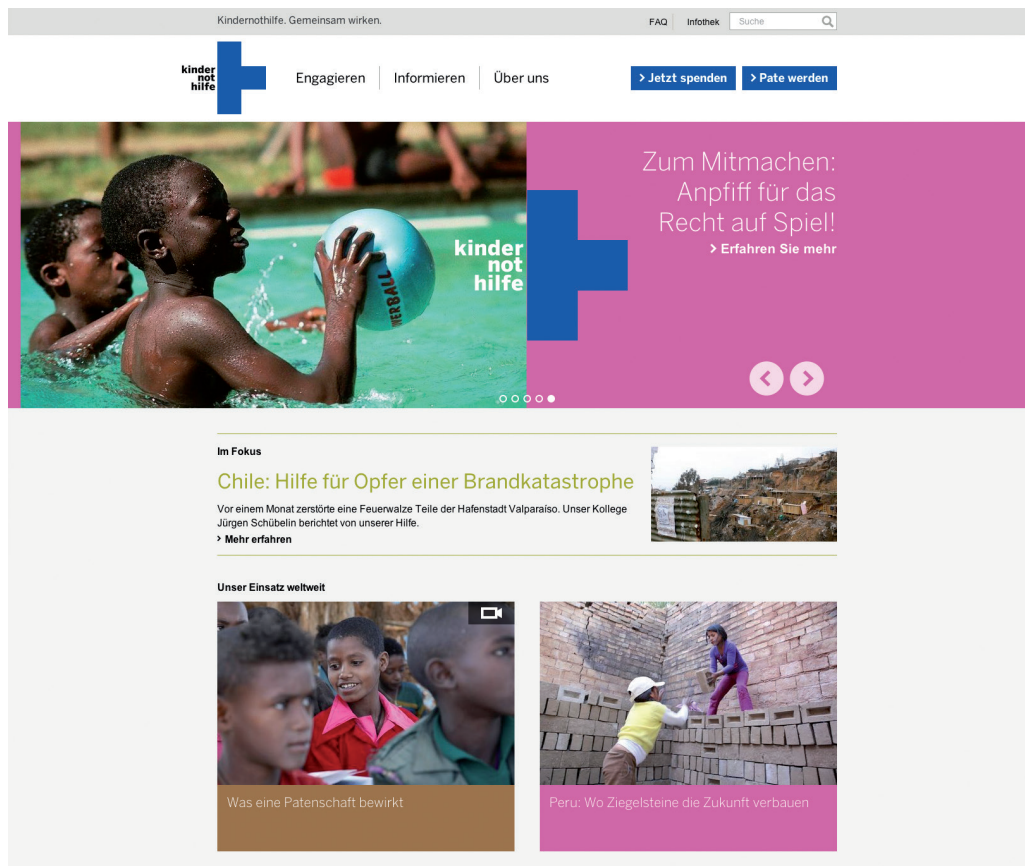 Kindernothilfe. Gemeinsam wirken.
FAQ
Infothek
Suche
kinder
not
hilfe
Engagieren
Informieren
Über uns
Jetzt spenden
Pate werden
VERBALL
kinder
not
hilfe
Zum Mitmachen:
Anpfiff für das
Recht auf Spiel!
Erfahren Sie mehr
Im Fokus
Chile: Hilfe für Opfer einer Brandkatastrophe
Vor einem Monat zerstörte eine Feuerwalze Teile der Hafenstadt Valparaíso. Unser Kollege
Jürgen Schübelin berichtet von unserer Hilfe.
Mehr erfahren
Unser Einsatz weltweit
Was eine Patenschaft bewirkt
Peru: Wo Ziegelsteine die Zukunft verbauen